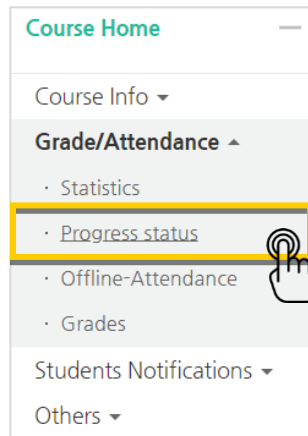 Course Home
Course Info
Grade/Attendance
· Statistics
· Progress status
· Offline-Attendance
· Grades
Students Notifications
Others